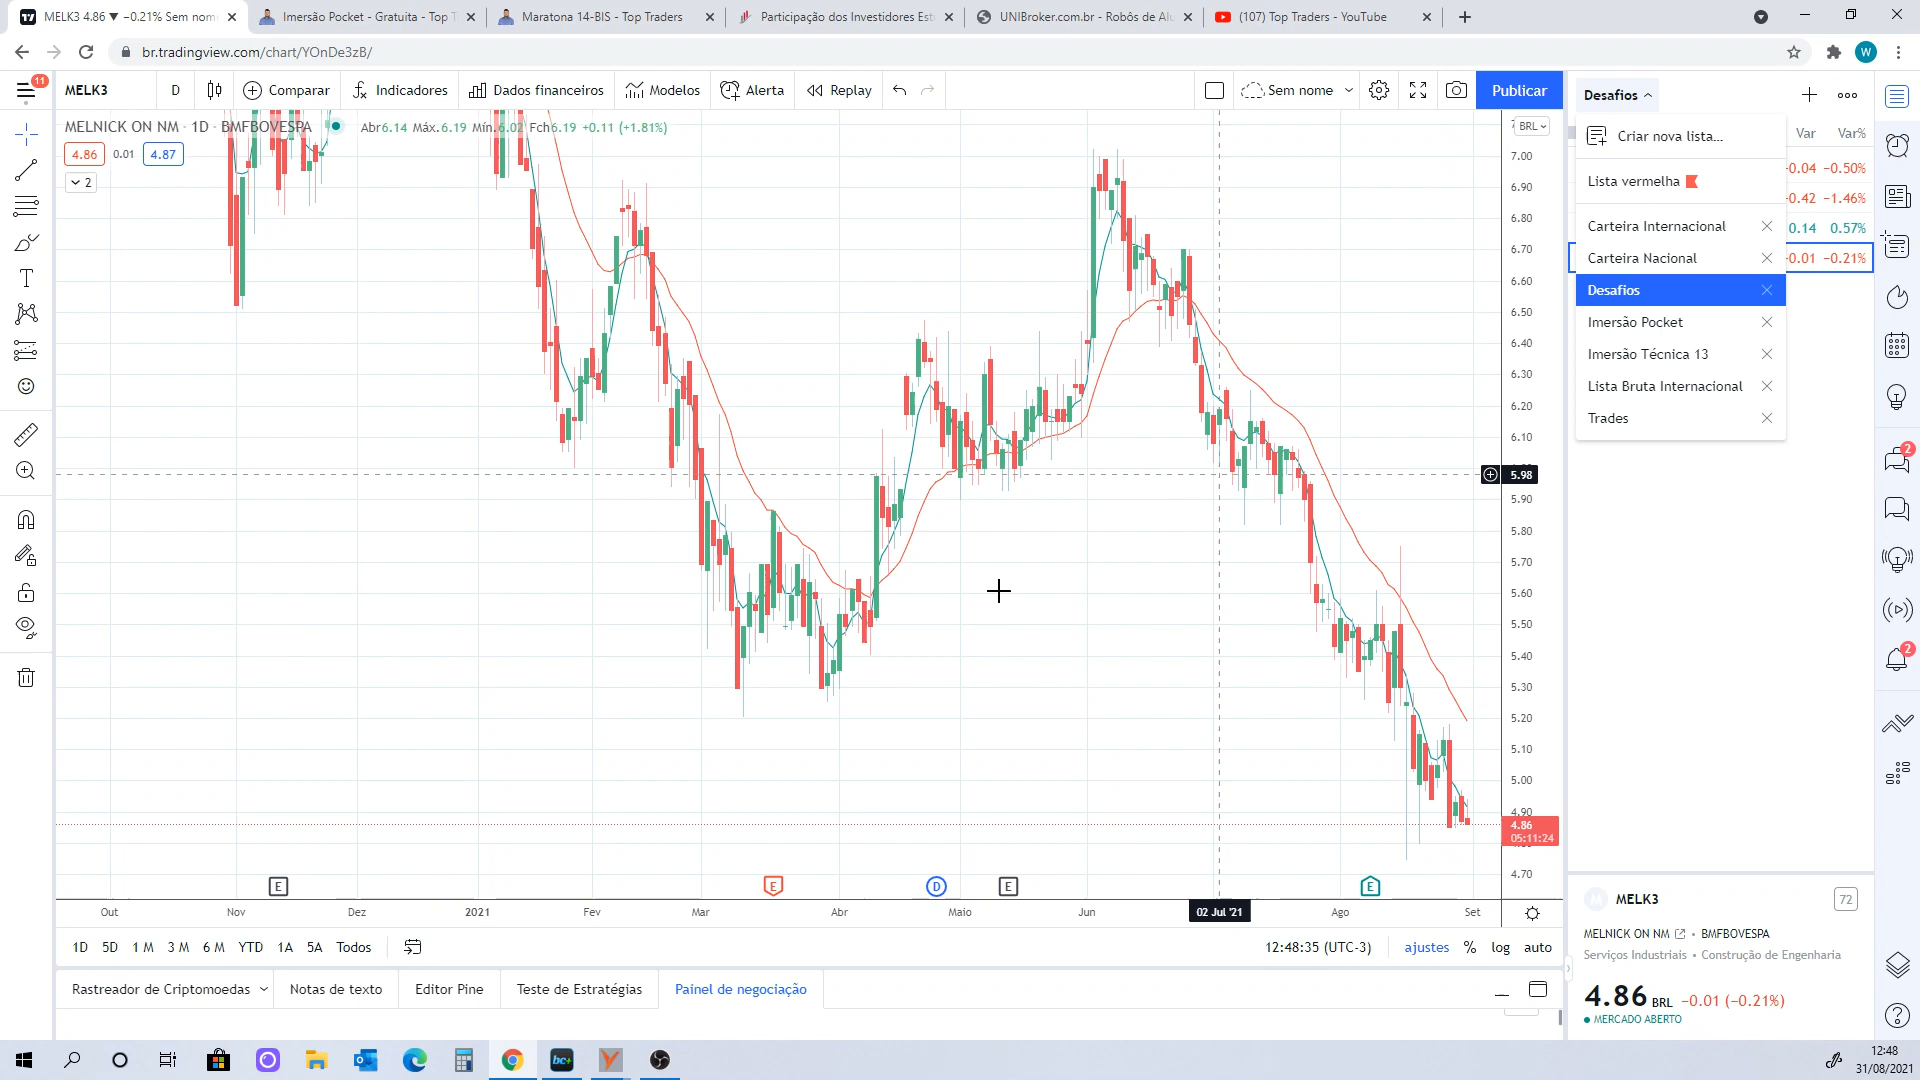 MELK3 4.86 ▼ −0.21% Sem nom
Imersão Pocket - Gratuita - Top T
Maratona 14-BIS - Top Traders
Participação dos Investidores Est
UNIBroker.com.br - Robôs de Alu
(107) Top Traders - YouTube
br.tradingview.com/chart/YOnDe3zB/
W
11
MELK3
D
Comparar
Indicadores
Dados financeiros
Modelos
Alerta
Replay
Sem nome
Publicar
MELNICK ON NM · 1D · BMFBOVESPA
Abr6.14 Máx.6.19 Mín.6.02 Fch6.19 +0.11 (+1.81%)
4.86 0.01 4.87
2
BRL
7.00
6.90
6.80
6.70
6.60
6.50
6.40
6.30
6.20
6.10
5.98
5.90
5.80
5.70
5.60
5.50
5.40
5.30
5.20
5.10
5.00
4.90
4.86
05:11:24
4.70
E
E
D
E
E
Out Nov Dez 2021 Fev Mar Abr Maio Jun 02 Jul '21 Ago Set
1D 5D 1 M 3 M 6 M YTD 1A 5A Todos
12:48:35 (UTC-3) ajustes % log auto
Rastreador de Criptomoedas
Notas de texto
Editor Pine
Teste de Estratégias
Painel de negociação
Desafios
Var Var%
Criar nova lista...
-0.04 −0.50%
Lista vermelha
-0.42 −1.46%
Carteira Internacional
0.14 0.57%
Carteira Nacional
-0.01 −0.21%
Desafios
Imersão Pocket
Imersão Técnica 13
Lista Bruta Internacional
Trades
2
2
MELK3
72
MELNICK ON NM • BMFBOVESPA
Serviços Industriais • Construção de Engenharia
4.86 BRL −0.01 (−0.21%)
MERCADO ABERTO
bc+
12:48
31/08/2021